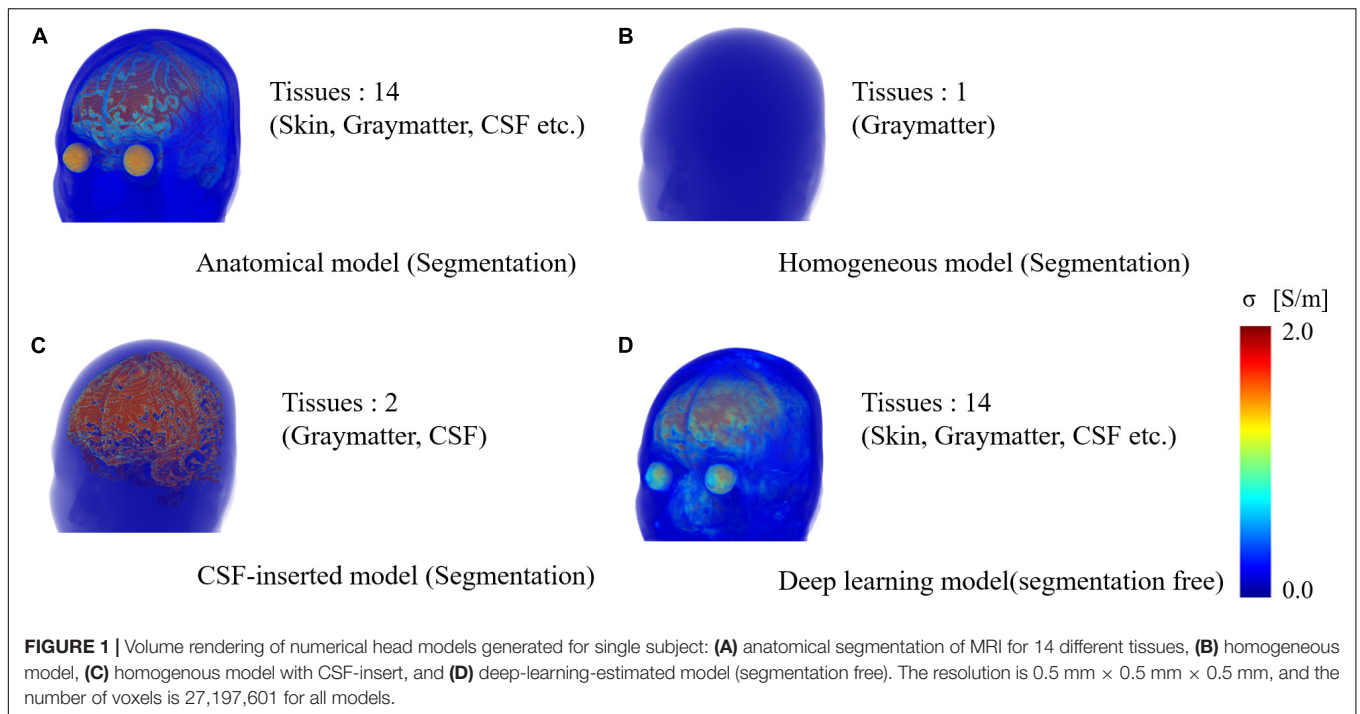 A
Tissues : 14
(Skin, Graymatter, CSF etc.)
Anatomical model (Segmentation)
B
Tissues : 1
(Graymatter)
Homogeneous model (Segmentation)
C
Tissues : 2
(Graymatter, CSF)
CSF-inserted model (Segmentation)
D
Tissues : 14
(Skin, Graymatter, CSF etc.)
Deep learning model(segmentation free)
σ [S/m]
2.0
0.0
FIGURE 1 | Volume rendering of numerical head models generated for single subject: (A) anatomical segmentation of MRI for 14 different tissues, (B) homogeneous
model, (C) homogenous model with CSF-insert, and (D) deep-learning-estimated model (segmentation free). The resolution is 0.5 mm × 0.5 mm × 0.5 mm, and the
number of voxels is 27,197,601 for all models.